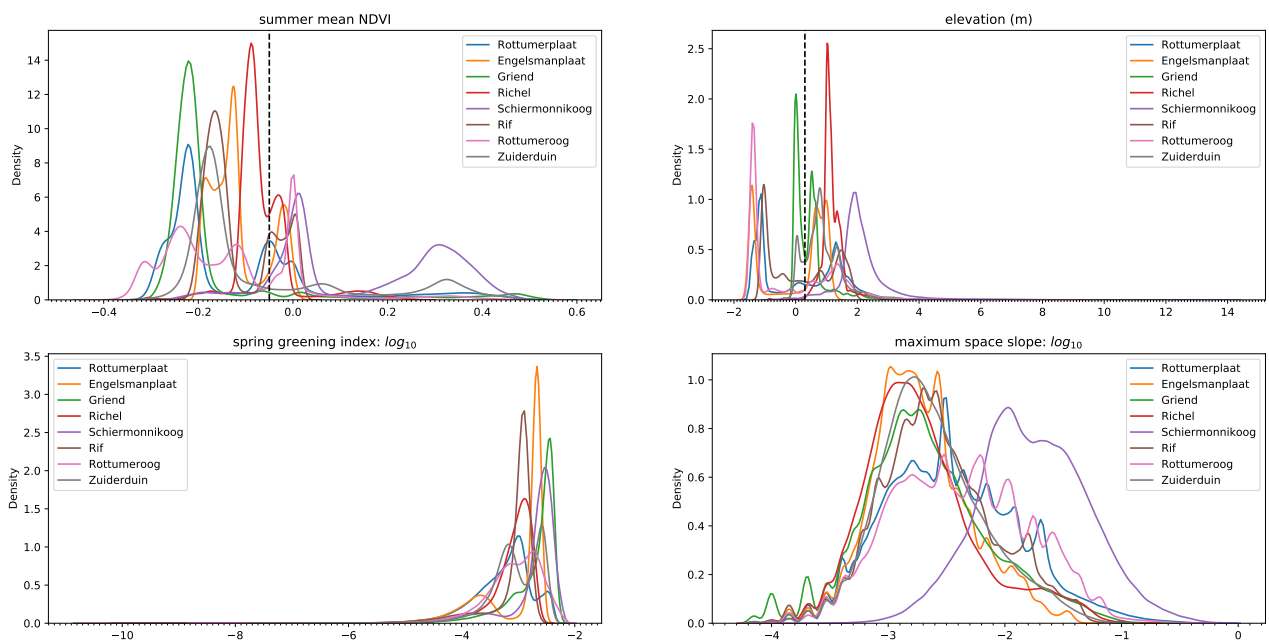 summer mean NDVI
Density
14
12
10
8
6
4
2
0
−0.4
−0.2
0.0
0.2
0.4
0.6
Rottumerplaat
Engelsmanplaat
Griend
Richel
Schiermonnikoog
Rif
Rottumeroog
Zuiderduin
elevation (m)
Density
2.5
2.0
1.5
1.0
0.5
0.0
−2
0
2
4
6
8
10
12
14
Rottumerplaat
Engelsmanplaat
Griend
Richel
Schiermonnikoog
Rif
Rottumeroog
Zuiderduin
spring greening index: log10
Density
3.5
3.0
2.5
2.0
1.5
1.0
0.5
0.0
−10
−8
−6
−4
−2
Rottumerplaat
Engelsmanplaat
Griend
Richel
Schiermonnikoog
Rif
Rottumeroog
Zuiderduin
maximum space slope: log10
Density
1.0
0.8
0.6
0.4
0.2
0.0
−4
−3
−2
−1
0
Rottumerplaat
Engelsmanplaat
Griend
Richel
Schiermonnikoog
Rif
Rottumeroog
Zuiderduin